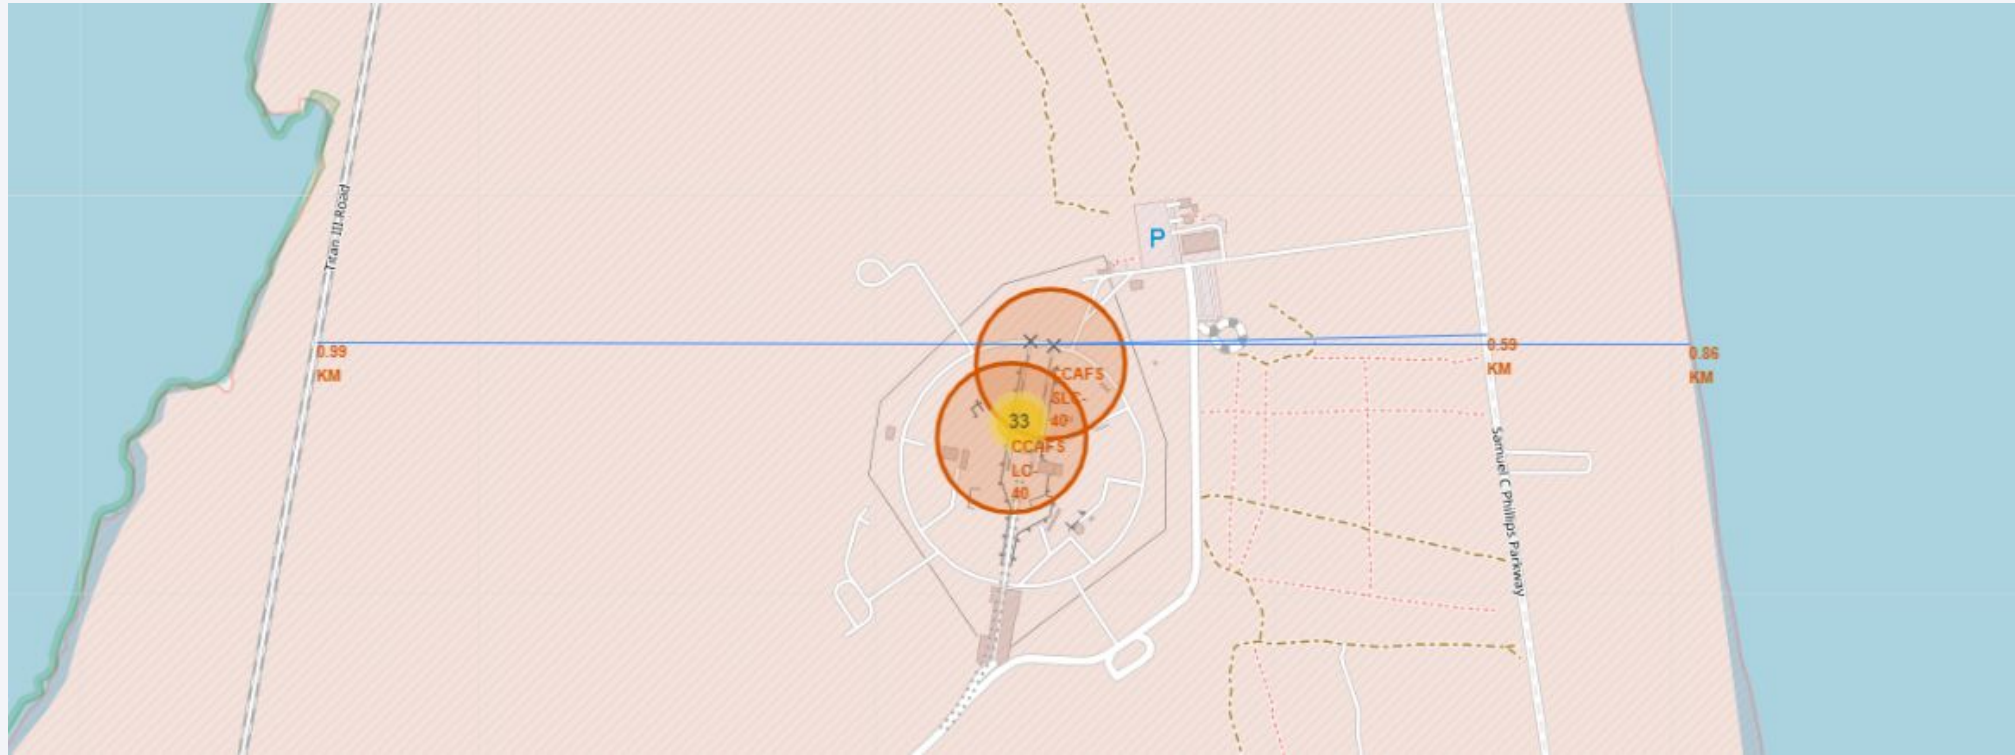 Titan III Road
P
0.99
KM
0.59
KM
0.86
KM
CCAFS
SLC-
40
33
CCAFS
LC-
40
Samuel C Phillips Parkway